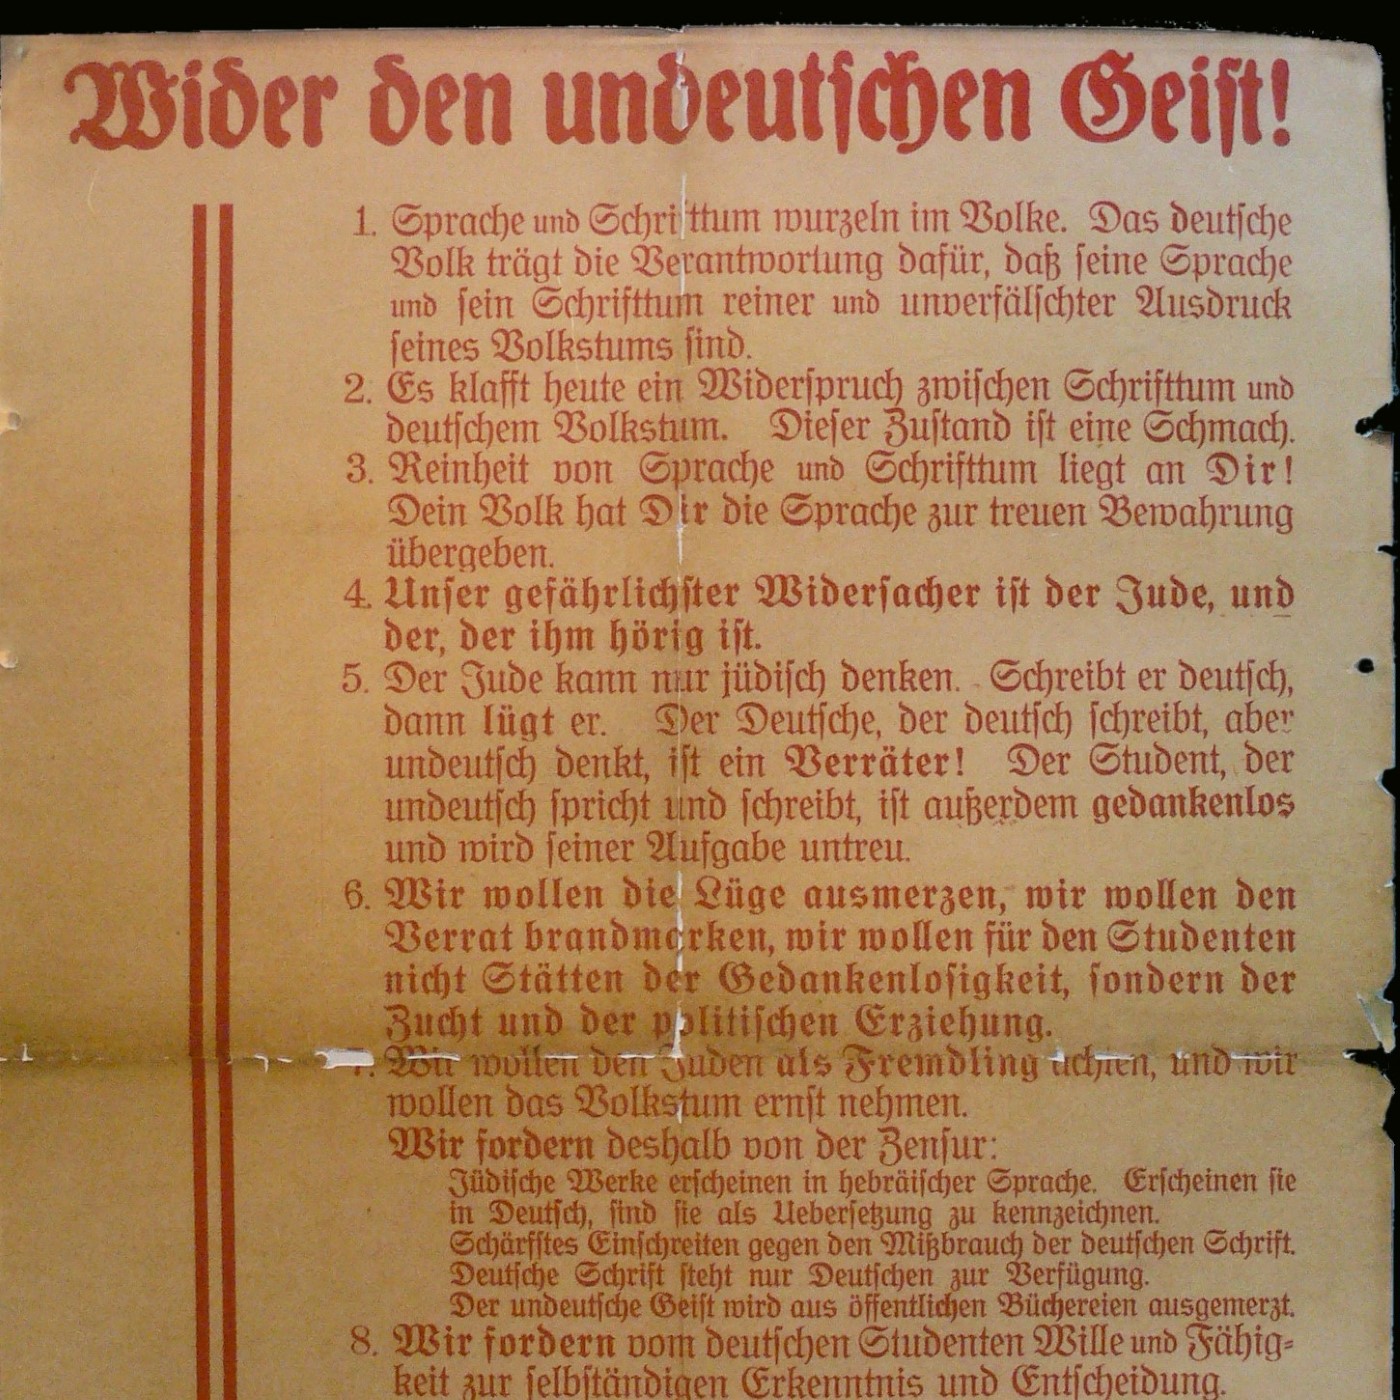 Wider den undeutschen Geist!
1. Sprache und Schrifttum wurzeln im Volke. Das deutsche
Volk trägt die Verantwortung dafür, daß seine Sprache
und sein Schrifttum reiner und unverfälschter Ausdruck
seines Volkstums sind.
2. Es klafft heute ein Widerspruch zwischen Schrifttum und
deutschem Volkstum. Dieser Zustand ist eine Schmach.
3. Reinheit von Sprache und Schrifttum liegt an Dir!
Dein Volk hat Dir die Sprache zur treuen Bewahrung
übergeben.
4. Unser gefährlichster Widersacher ist der Jude, und
der, der ihm hörig ist.
5. Der Jude kann nur jüdisch denken. Schreibt er deutsch,
dann lügt er. Der Deutsche, der deutsch schreibt, aber
undeutsch denkt, ist ein Verräter! Der Student, der
undeutsch spricht und schreibt, ist außerdem gedankenlos
und wird seiner Aufgabe untreu.
6. Wir wollen die Lüge ausmerzen, wir wollen den
Verrat brandmarken, wir wollen für den Studenten
nicht Stätten der Gedankenlosigkeit, sondern der
Zucht und der politischen Erziehung.
7. Wir wollen den Juden als Fremdling achten, und wir
wollen das Volkstum ernst nehmen.
Wir fordern deshalb von der Zensur:
Jüdische Werke erscheinen in hebräischer Sprache. Erscheinen sie
in Deutsch, sind sie als Uebersetzung zu kennzeichnen.
Schärfstes Einschreiten gegen den Mißbrauch der deutschen Schrift.
Deutsche Schrift steht nur Deutschen zur Verfügung.
Der undeutsche Geist wird aus öffentlichen Büchereien ausgemerzt.
8. Wir fordern vom deutschen Studenten Wille und Fähig-
keit zur selbständigen Erkenntnis und Entscheidung.